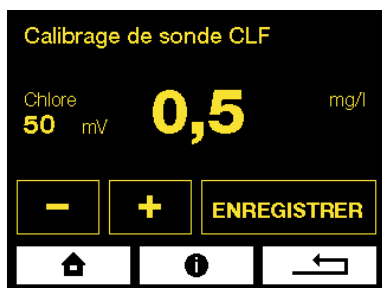 Calibrage de sonde CLF
Chlore
50 mV
0,5 mg/l
− + ENREGISTRER